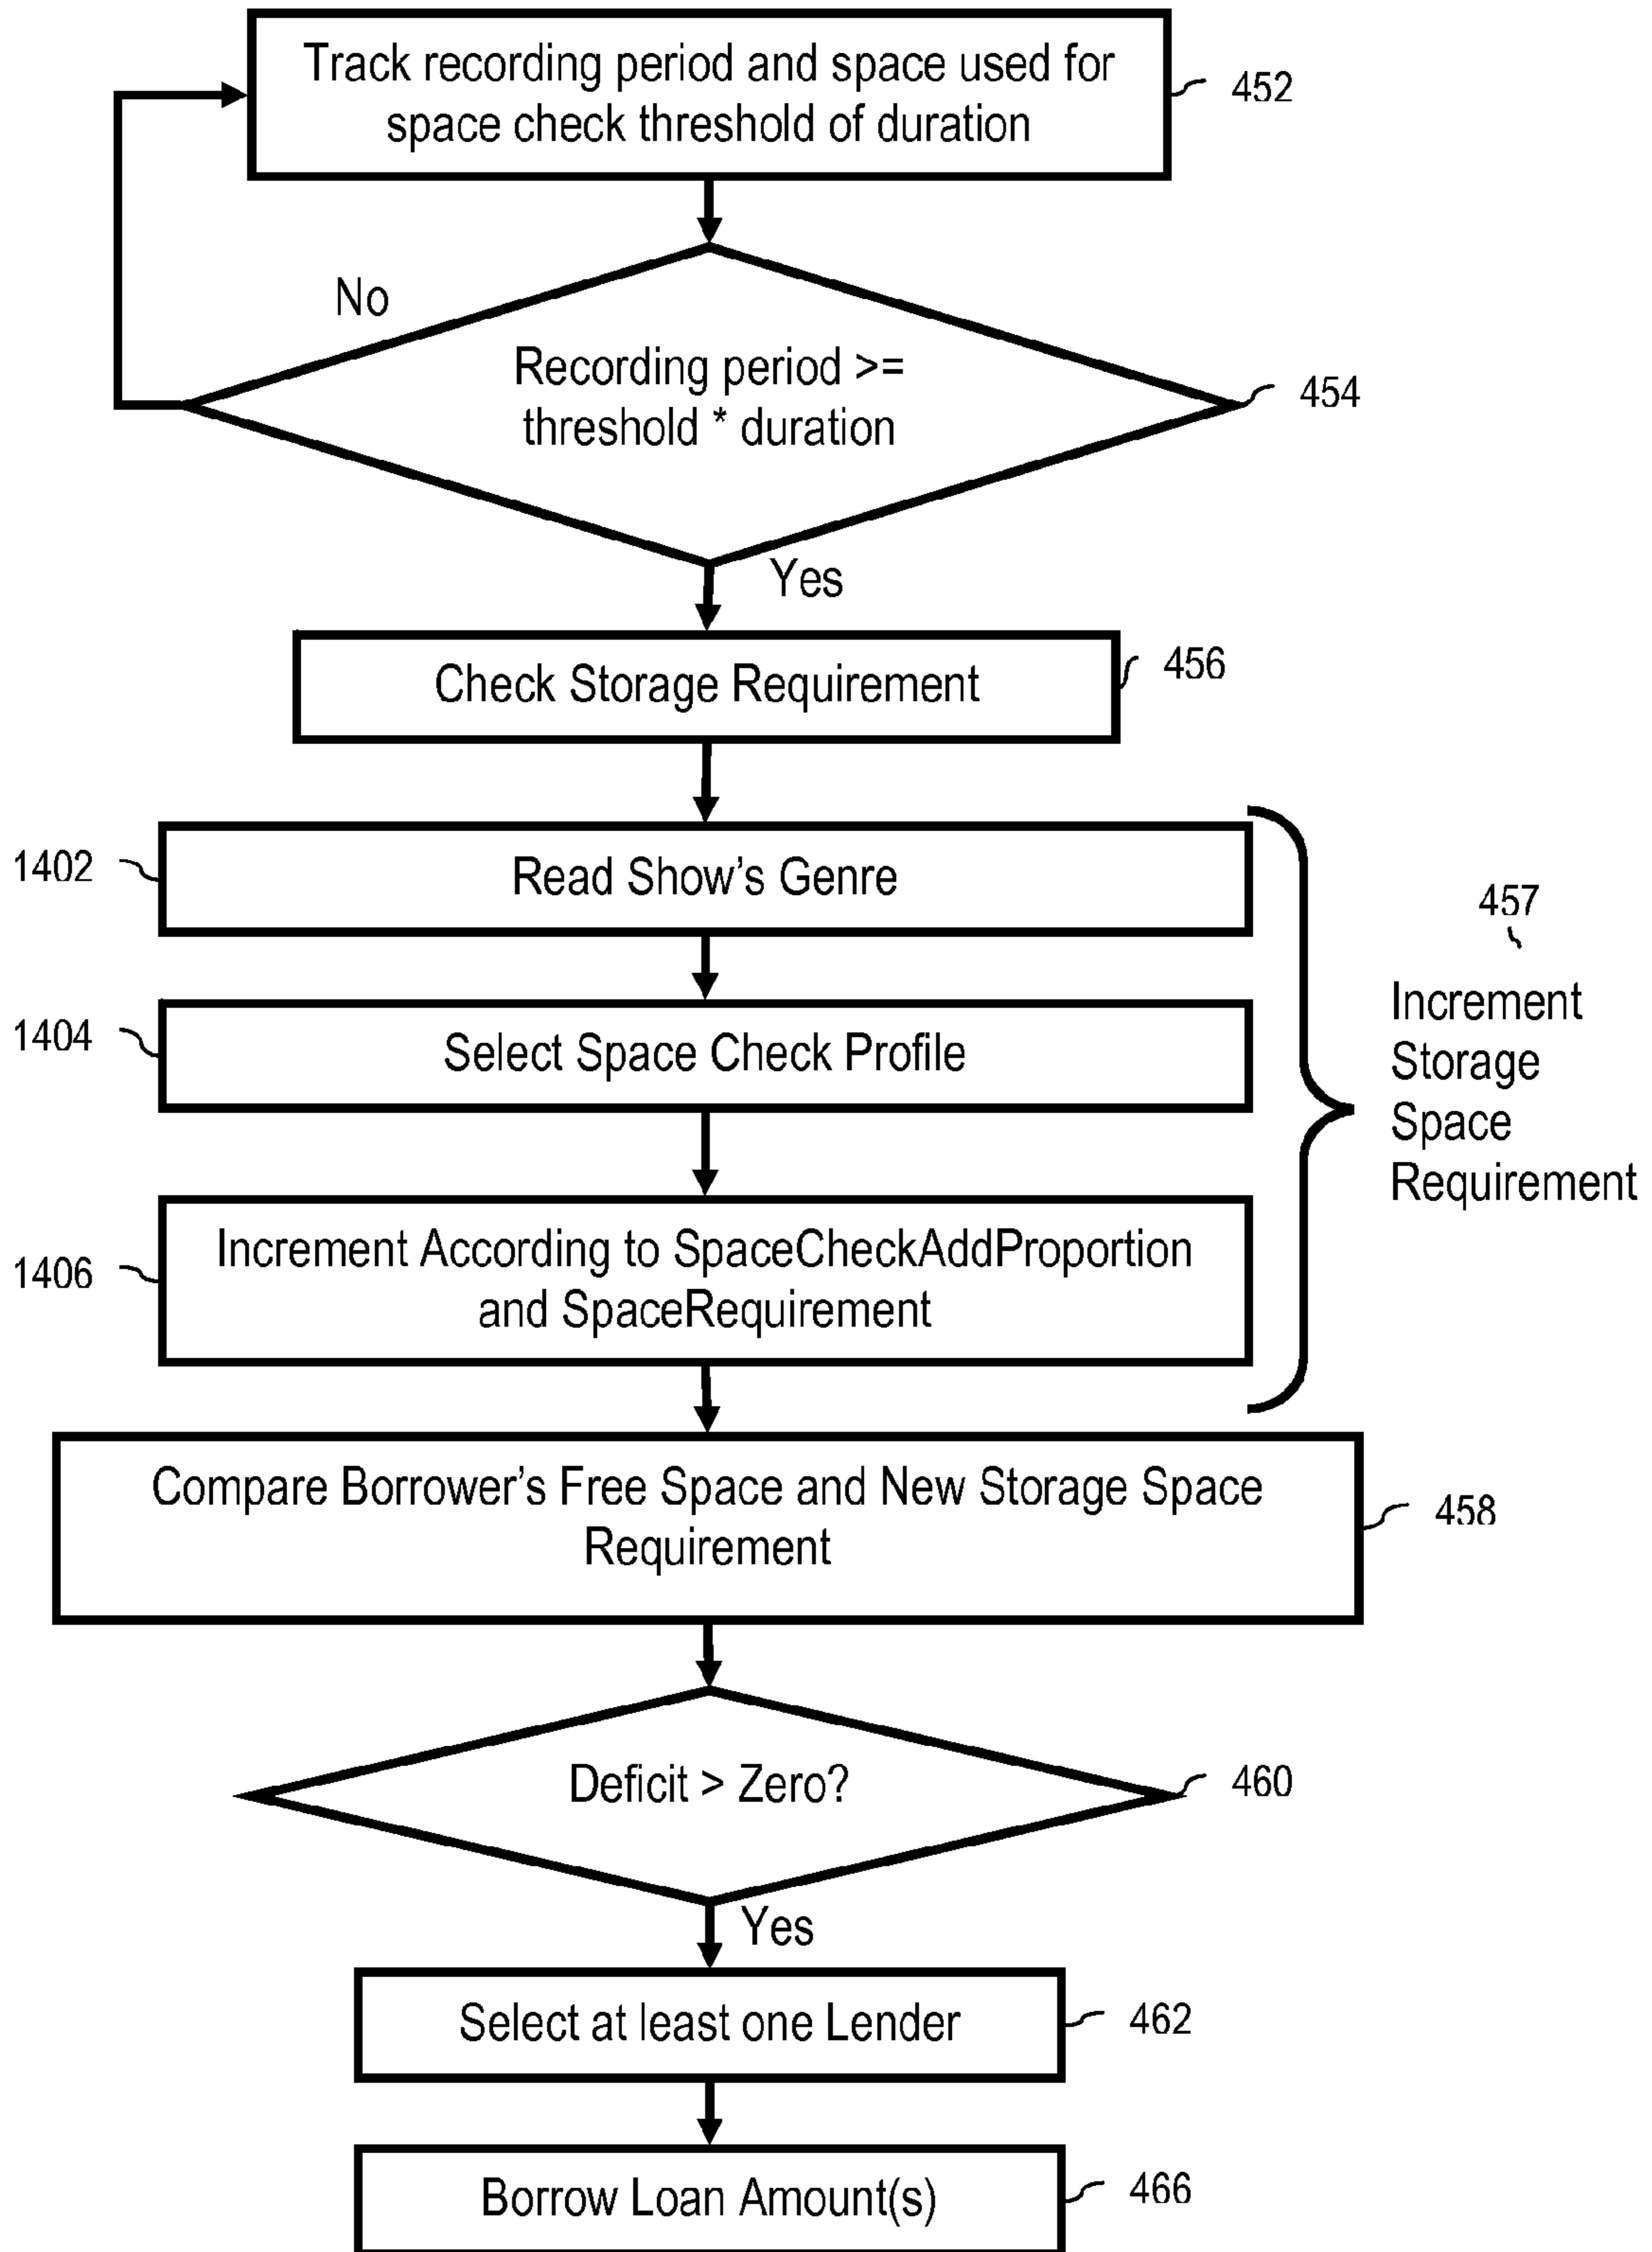 Track recording period and space used for
space check threshold of duration
452
No
Recording period >=
threshold * duration
454
Yes
Check Storage Requirement
456
1402
Read Show's Genre
457
Increment
Storage
Space
Requirement
1404
Select Space Check Profile
1406
Increment According to SpaceCheckAddProportion
and SpaceRequirement
Compare Borrower's Free Space and New Storage Space
Requirement
458
Deficit > Zero?
460
Yes
Select at least one Lender
462
Borrow Loan Amount(s)
466